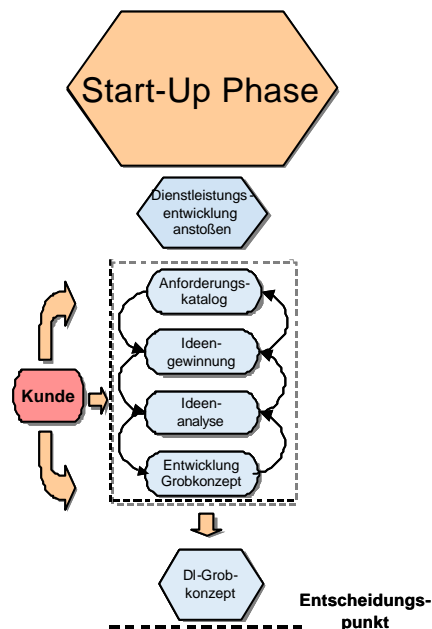 Start-Up Phase
Dienstleistungs-
entwicklung
anstoßen
Anforderungs-
katalog
Ideen-
gewinnung
Kunde
Ideen-
analyse
Entwicklung
Grobkonzept
Dl-Grob-
konzept
Entscheidungs-
punkt